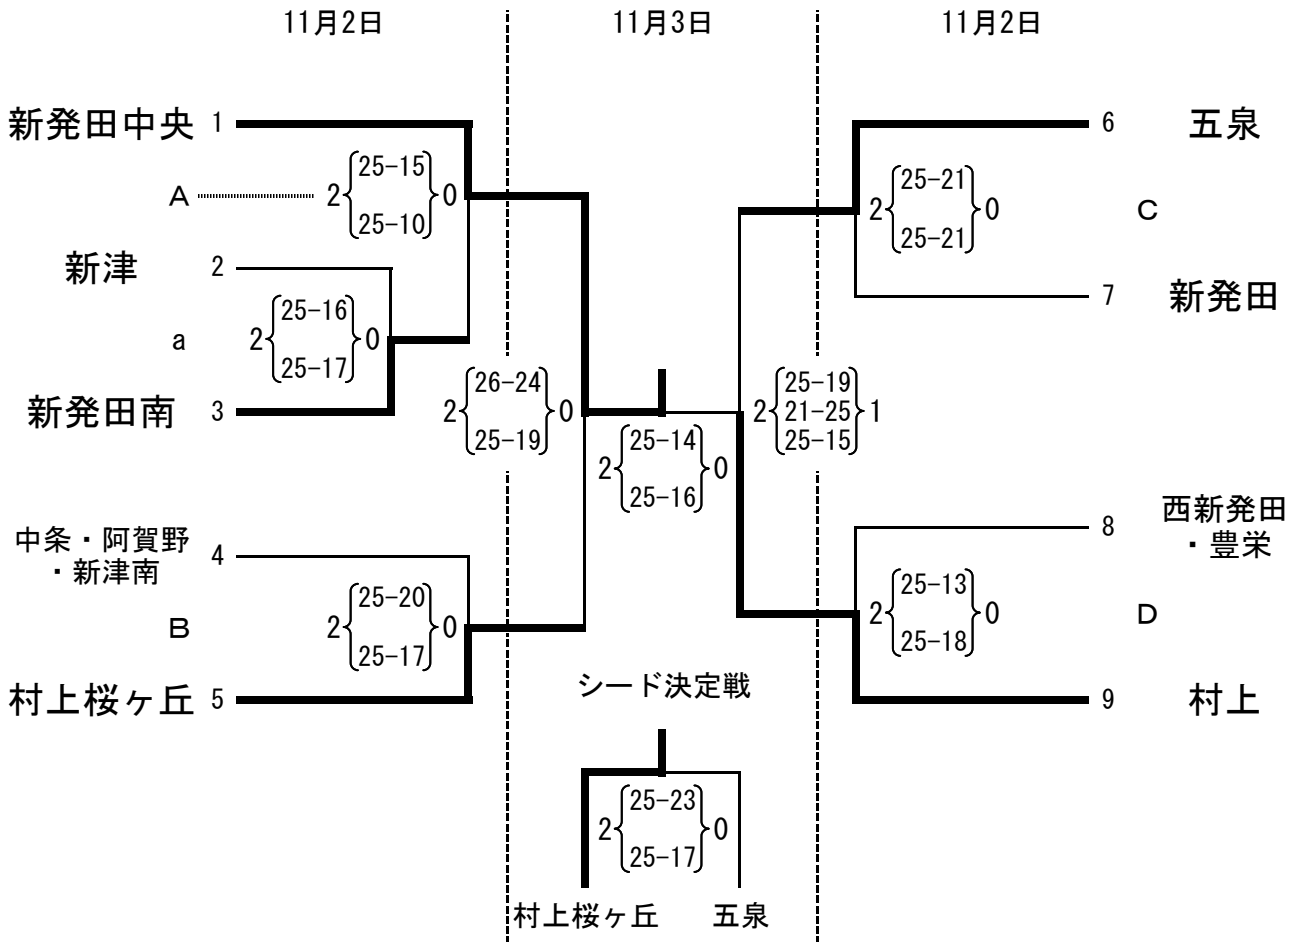 11月2日
11月3日
11月2日
新発田中央 1
A
2 25-15 0
25-10
新津 2
a
2 25-16 0
25-17
新発田南 3
2 26-24 0
25-19
中条・阿賀野
・新津南
4
B
2 25-20 0
25-17
村上桜ヶ丘 5
2 25-14 0
25-16
6 五泉
2 25-21 0
25-21
C
7 新発田
2 25-19 1
21-25
25-15
8
西新発田
・豊栄
2 25-13 0
25-18
D
9 村上
シード決定戦
2 25-23 0
25-17
村上桜ヶ丘 五泉